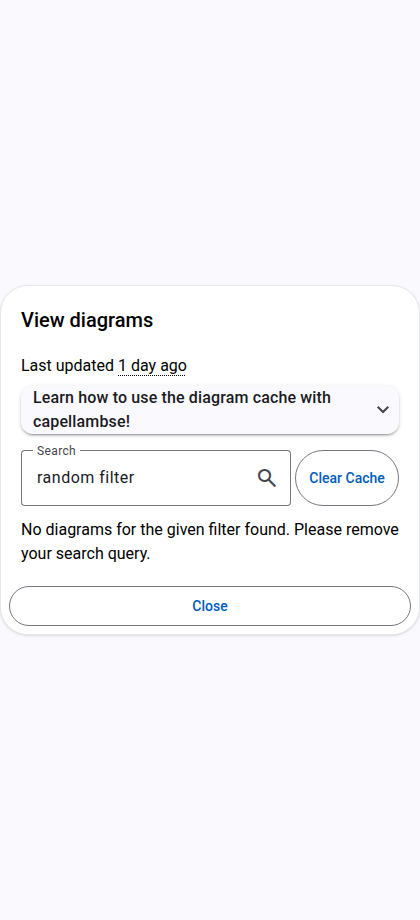 View diagrams
Last updated 1 day ago
Learn how to use the diagram cache with
capellambse!
Search
random filter
Clear Cache
No diagrams for the given filter found. Please remove
your search query.
Close